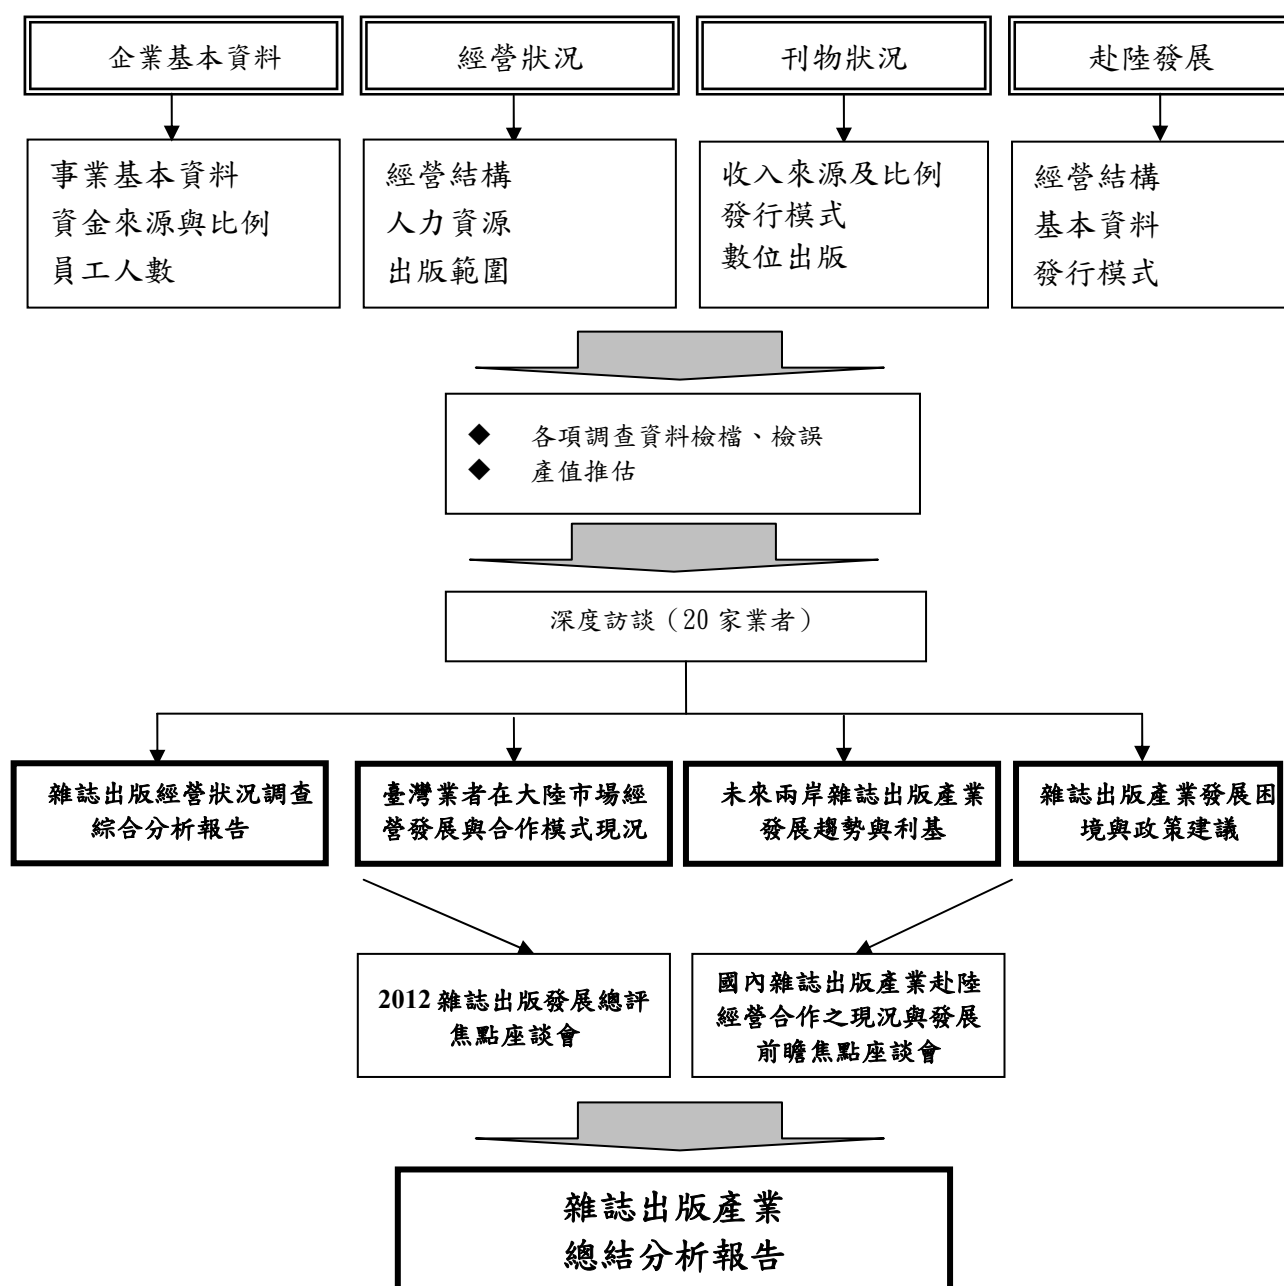 企業基本資料
經營狀況
刊物狀況
赴陸發展
事業基本資料
資金來源與比例
員工人數
經營結構
人力資源
出版範圍
收入來源及比例
發行模式
數位出版
經營結構
基本資料
發行模式
◆ 各項調查資料檢檔、檢誤
◆ 產值推估
深度訪談（20 家業者）
雜誌出版經營狀況調查
綜合分析報告
臺灣業者在大陸市場經
營發展與合作模式現況
未來兩岸雜誌出版產業
發展趨勢與利基
雜誌出版產業發展困
境與政策建議
2012 雜誌出版發展總評
焦點座談會
國內雜誌出版產業赴陸
經營合作之現況與發展
前瞻焦點座談會
雜誌出版產業
總結分析報告